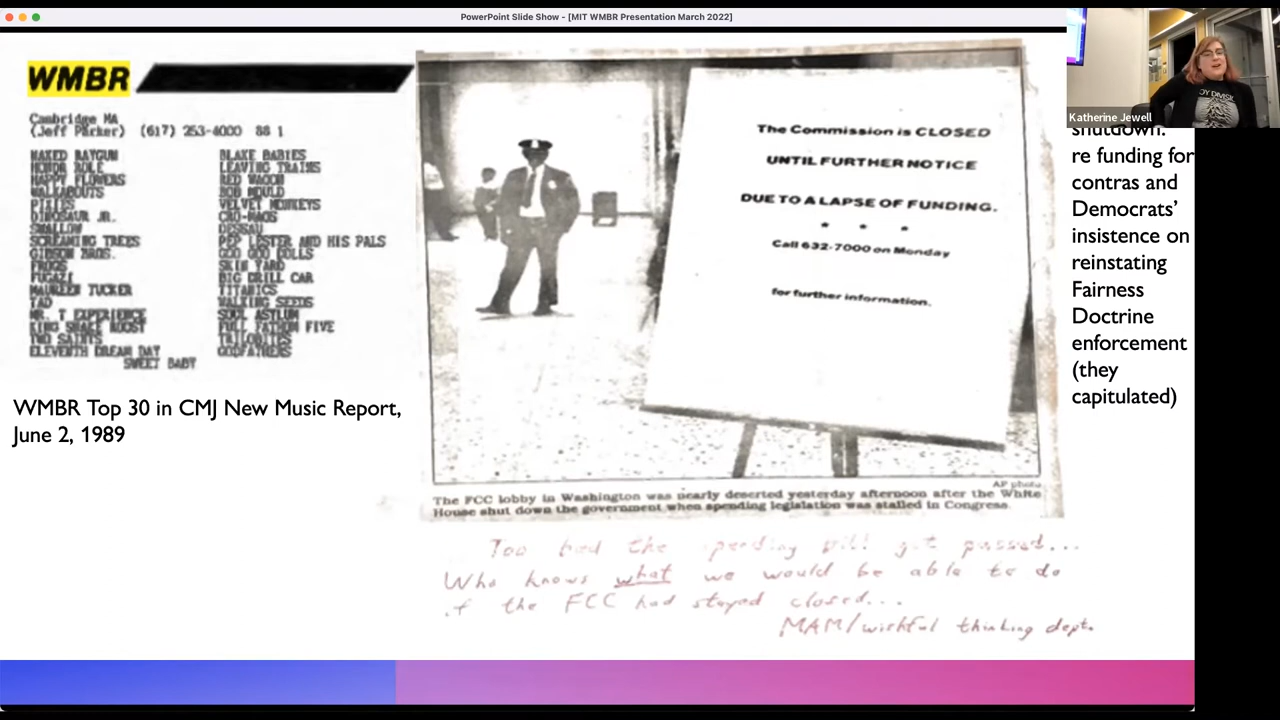 PowerPoint Slide Show - [MIT WMBR Presentation March 2022]
WMBR
Cambridge MA
(Jeff Parker) (617) 253-4000 88 1
NAKED RAYGUN
HONOR ROLE
HAPPY FLOWERS
WALKABOUTS
PIXIES
DINOSAUR JR.
SWALLOW
SCREAMING TREES
GIBSON BROS.
FROGS
FUGAZI
MAUREEN TUCKER
TAD
MR. T EXPERIENCE
KING SNAKE ROOST
TWO SAINTS
ELEVENTH DREAM DAY
BLAKE BABIES
LEAVING TRAINS
RED WAGON
BOB MOULD
VELVET MONKEYS
CRO-MAGS
DESSAU
PEP LESTER AND HIS PALS
GOO GOO DOLLS
SKIN YARD
BIG DRILL CAR
TITANICS
WALKING SEEDS
SOUL ASYLUM
FULL FATHOM FIVE
TRILOBITES
GODFATHERS
SWEET BABY
WMBR Top 30 in CMJ New Music Report,
June 2, 1989
The Commission is CLOSED
UNTIL FURTHER NOTICE
DUE TO A LAPSE OF FUNDING.
* * *
Call 632-7000 on Monday
for further information.
AP photo
The FCC lobby in Washington was nearly deserted yesterday afternoon after the White
House shut down the government when spending legislation was stalled in Congress.
Too bad the spending bill got passed...
Who knows what we would be able to do
if the FCC had stayed closed...
MAM/wishful thinking dept.
Katherine Jewell
shutdown:
re funding for
contras and
Democrats'
insistence on
reinstating
Fairness
Doctrine
enforcement
(they
capitulated)